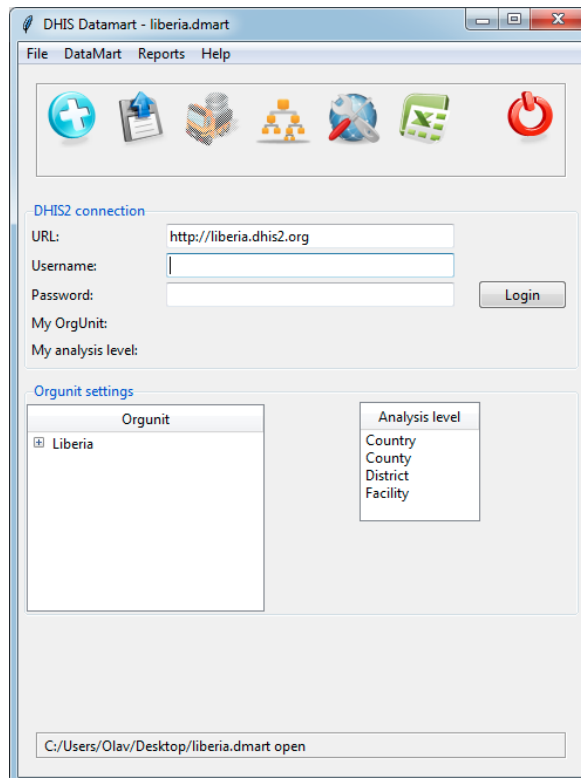 DHIS Datamart - liberia.dmart
File DataMart Reports Help
DHIS2 connection
URL: http://liberia.dhis2.org
Username:
Password: Login
My OrgUnit:
My analysis level:
Orgunit settings
Orgunit
Liberia
Analysis level
Country
County
District
Facility
C:/Users/Olav/Desktop/liberia.dmart open